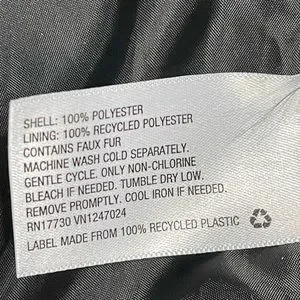 SHELL: 100% POLYESTER
LINING: 100% RECYCLED POLYESTER
CONTAINS FAUX FUR
MACHINE WASH COLD SEPARATELY.
GENTLE CYCLE. ONLY NON-CHLORINE
BLEACH IF NEEDED. TUMBLE DRY LOW.
REMOVE PROMPTLY. COOL IRON IF NEEDED.
RN17730 VN1247024
LABEL MADE FROM 100% RECYCLED PLASTIC